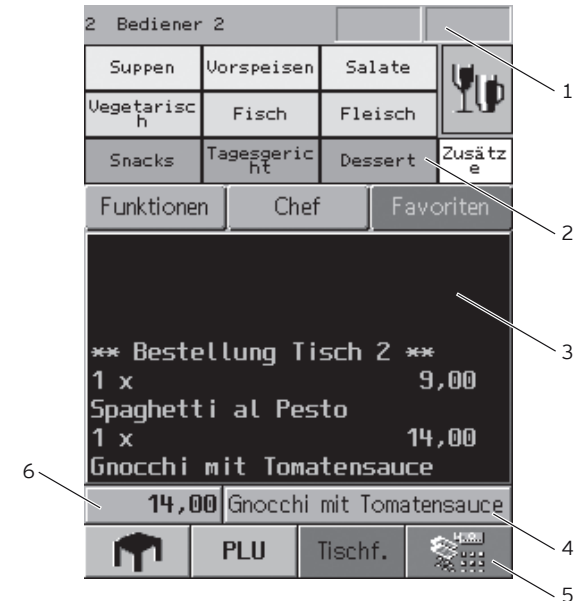 2 Bediener 2
Suppen Vorspeisen Salate
Vegetarisc
h
Fisch Fleisch
Snacks
Tagesgeric
ht
Dessert
Zusätz
e
Funktionen Chef Favoriten
** Bestellung Tisch 2 **
1 x 9,00
Spaghetti al Pesto
1 x 14,00
Gnocchi mit Tomatensauce
14,00 Gnocchi mit Tomatensauce
PLU Tischf.
1
2
3
4
5
6